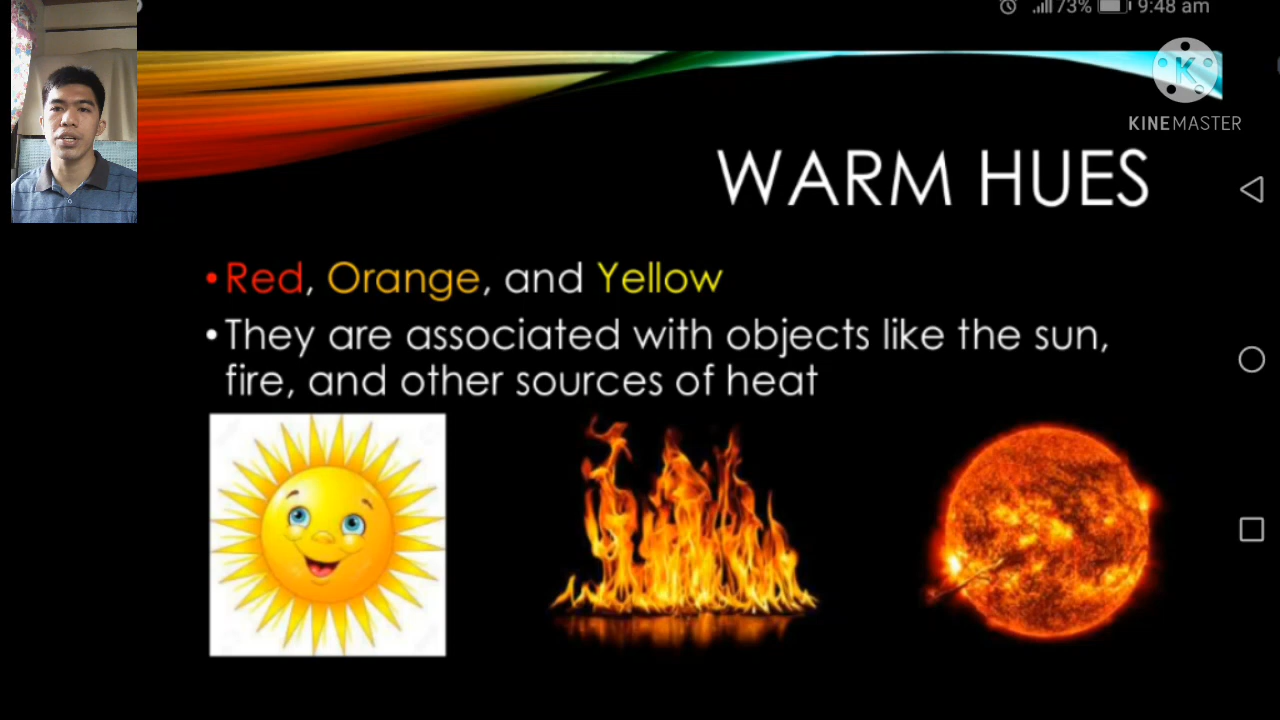 73% 9:48 am
KINEMASTER
WARM HUES
•Red, Orange, and Yellow
•They are associated with objects like the sun,
fire, and other sources of heat